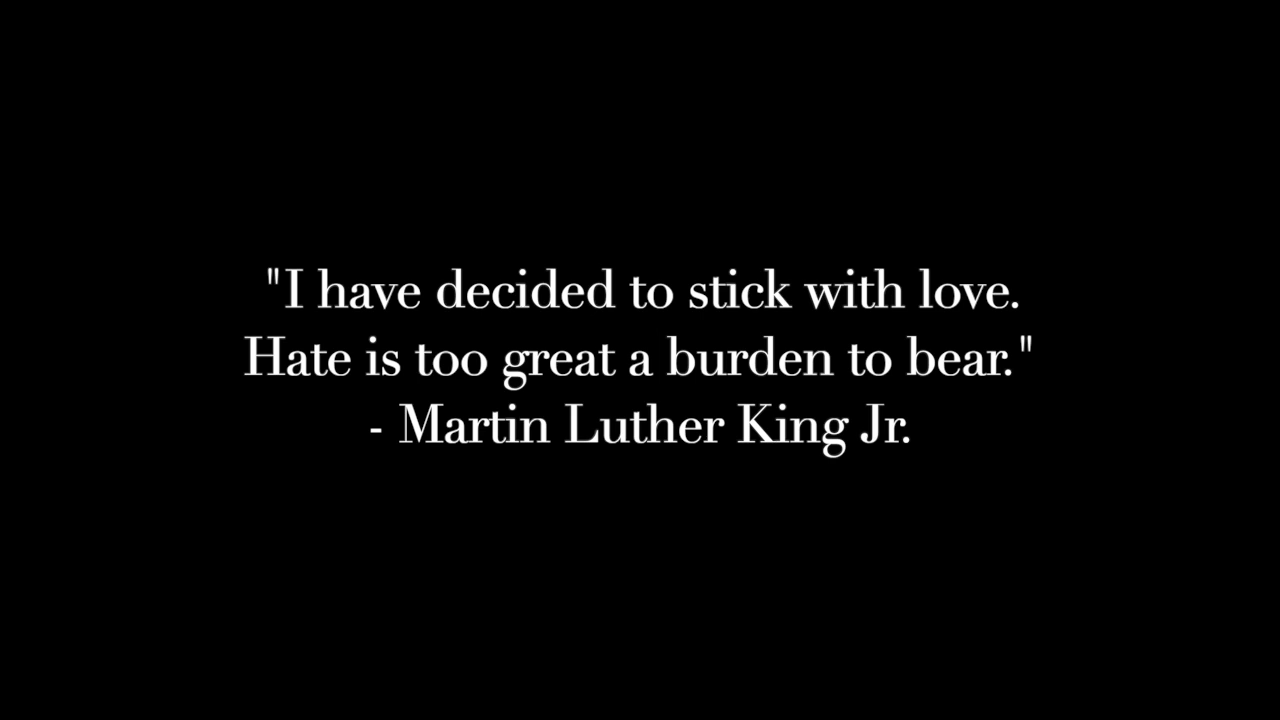 "I have decided to stick with love.
Hate is too great a burden to bear."
- Martin Luther King Jr.